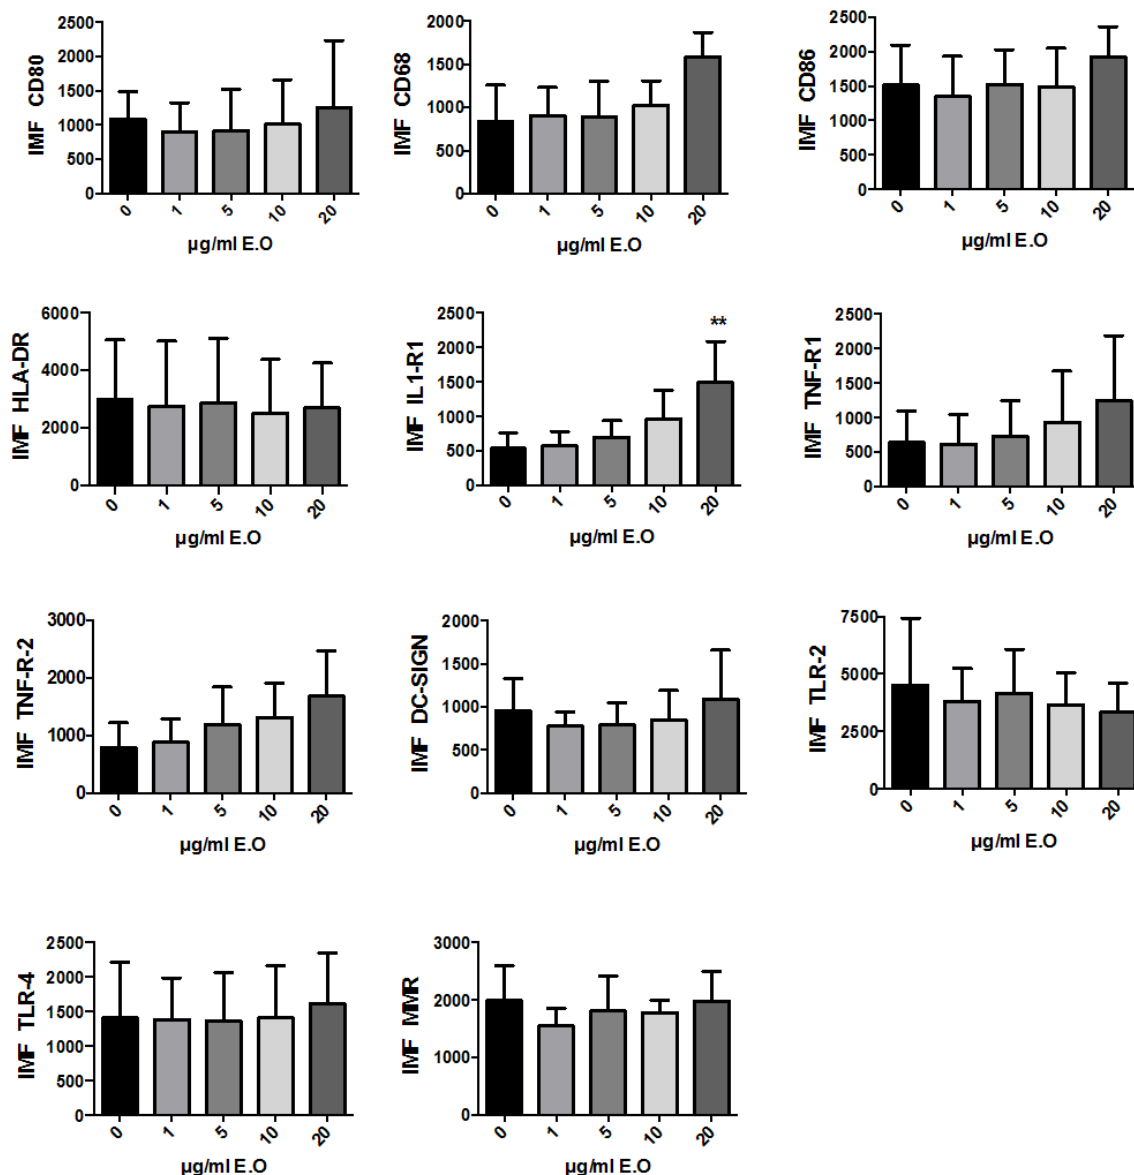 IMF CD80
2500
2000
1500
1000
500
0
0 1 5 10 20
µg/ml E.O
IMF CD68
2000
1500
1000
500
0
0 1 5 10 20
µg/ml E.O
IMF CD86
2500
2000
1500
1000
500
0
0 1 5 10 20
µg/ml E.O
IMF HLA-DR
6000
4000
2000
0
0 1 5 10 20
µg/ml E.O
IMF IL1-R1
2500
2000
1500
1000
500
0
**
0 1 5 10 20
µg/ml E.O
IMF TNF-R1
2500
2000
1500
1000
500
0
0 1 5 10 20
µg/ml E.O
IMF TNF-R-2
3000
2000
1000
0
0 1 5 10 20
µg/ml E.O
IMF DC-SIGN
2000
1500
1000
500
0
0 1 5 10 20
µg/ml E.O
IMF TLR-2
7500
5000
2500
0
0 1 5 10 20
µg/ml E.O
IMF TLR-4
2500
2000
1500
1000
500
0
0 1 5 10 20
µg/ml E.O
IMF MMR
3000
2000
1000
0
0 1 5 10 20
µg/ml E.O